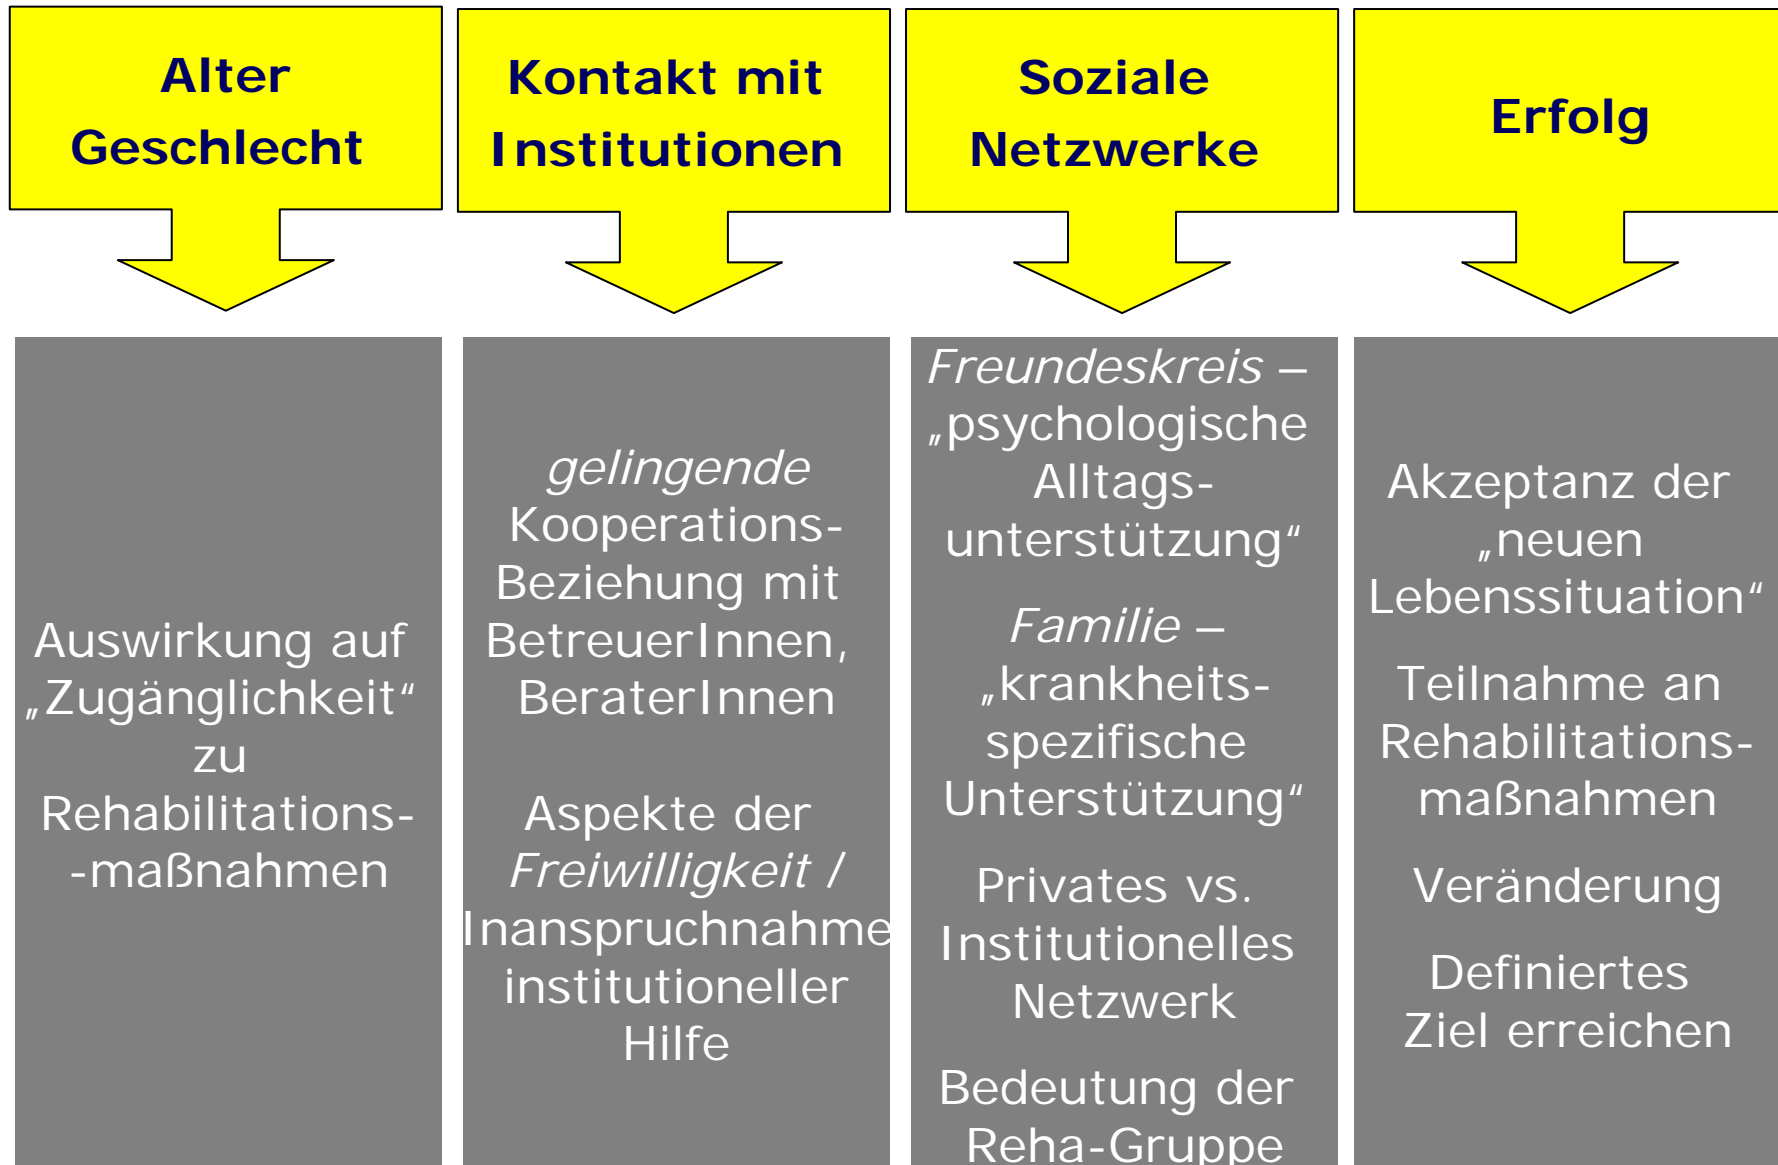 Alter
Geschlecht
Kontakt mit
Institutionen
Soziale
Netzwerke
Erfolg
Auswirkung auf
„Zugänglichkeit“
zu
Rehabilitations-
-maßnahmen
gelingende
Kooperations-
Beziehung mit
BetreuerInnen,
BeraterInnen
Aspekte der
Freiwilligkeit /
Inanspruchnahme
institutioneller
Hilfe
Freundeskreis –
„psychologische
Alltags-
unterstützung“
Familie –
„krankheits-
spezifische
Unterstützung“
Privates vs.
Institutionelles
Netzwerk
Bedeutung der
Reha-Gruppe
Akzeptanz der
„neuen
Lebenssituation“
Teilnahme an
Rehabilitations-
maßnahmen
Veränderung
Definiertes
Ziel erreichen